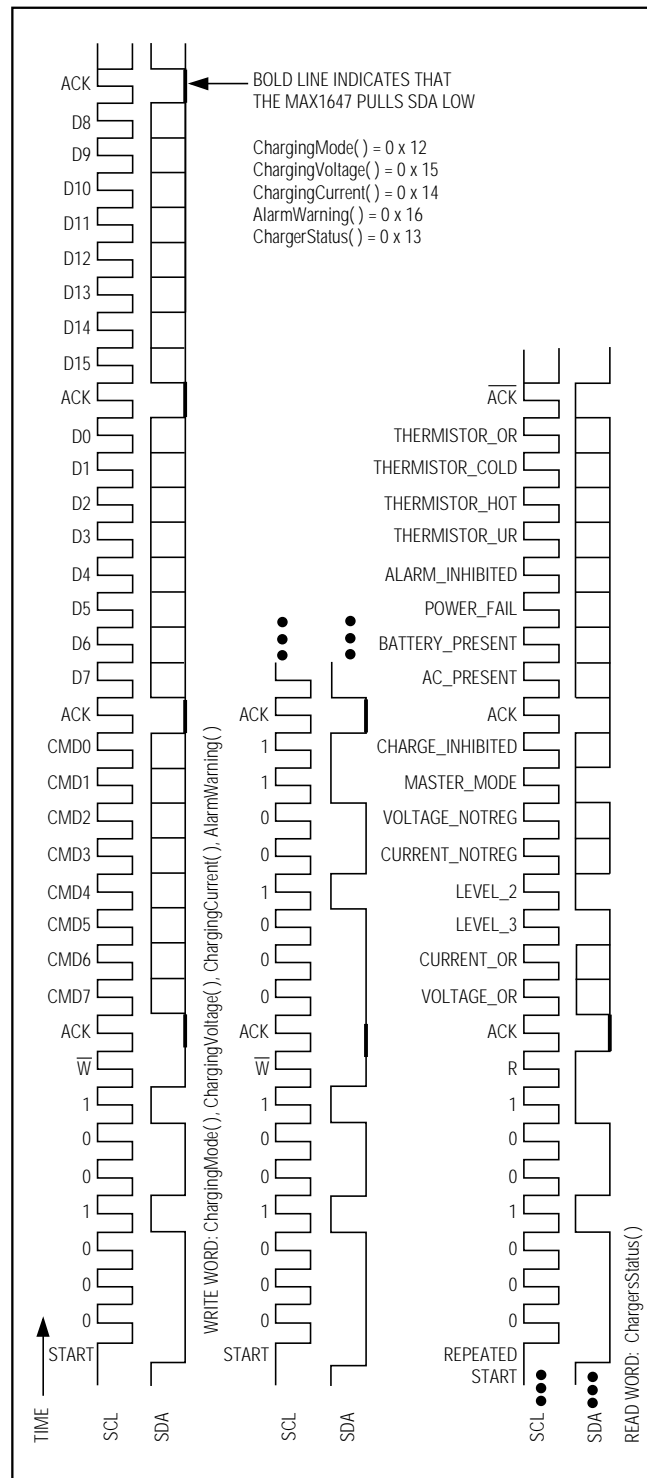 ACK
D8
D9
D10
D11
D12
D13
D14
D15
ACK
D0
D1
D2
D3
D4
D5
D6
D7
ACK
CMD0
CMD1
CMD2
CMD3
CMD4
CMD5
CMD6
CMD7
ACK
W
1
0
0
1
0
0
0
START
TIME
SCL
SDA
BOLD LINE INDICATES THAT
THE MAX1647 PULLS SDA LOW
ChargingMode( ) = 0 x 12
ChargingVoltage( ) = 0 x 15
ChargingCurrent( ) = 0 x 14
AlarmWarning( ) = 0 x 16
ChargerStatus( ) = 0 x 13
WRITE WORD: ChargingMode( ), ChargingVoltage( ), ChargingCurrent( ), AlarmWarning( )
ACK
1
1
0
0
1
0
0
0
ACK
W
1
0
0
1
0
0
0
START
SCL
SDA
ACK
THERMISTOR_OR
THERMISTOR_COLD
THERMISTOR_HOT
THERMISTOR_UR
ALARM_INHIBITED
POWER_FAIL
BATTERY_PRESENT
AC_PRESENT
ACK
CHARGE_INHIBITED
MASTER_MODE
VOLTAGE_NOTREG
CURRENT_NOTREG
LEVEL_2
LEVEL_3
CURRENT_OR
VOLTAGE_OR
ACK
R
1
0
0
1
0
0
0
REPEATED
START
SCL
SDA
READ WORD: ChargersStatus( )